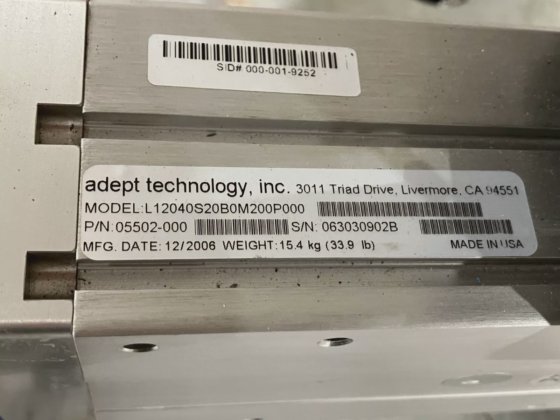 SID# 000-001-9252
adept technology, inc. 3011 Triad Drive, Livermore, CA 94551
MODEL:L12040S20B0M200P000
P/N: 05502-000 S/N: 063030902B
MFG. DATE: 12/2006 WEIGHT: 15.4 kg (33.9 lb) MADE IN USA